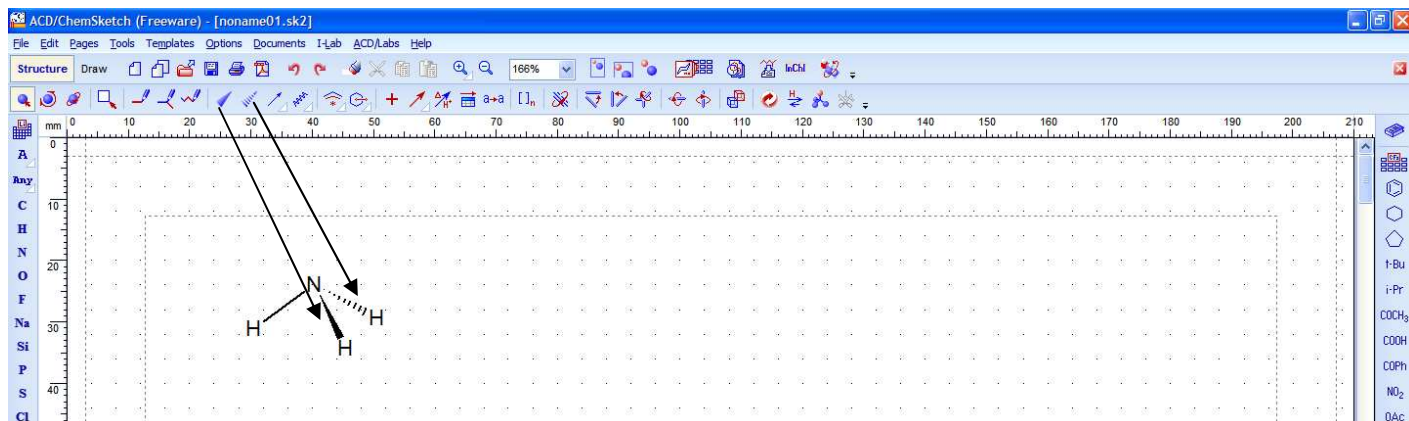 ACD/ChemSketch (Freeware) - [noname01.sk2]
File Edit Pages Tools Templates Options Documents I-Lab ACD/Labs Help
Structure Draw 166% InChI
a→a []n H
mm 0 10 20 30 40 50 60 70 80 90 100 110 120 130 140 150 160 170 180 190 200 210
0
A
Any
C
10
H
N
20
O
F
Na
30
Si
P
40
S
Cl
N
H
H
H
t-Bu
i-Pr
COCH3
COOH
COPh
NO2
OAc